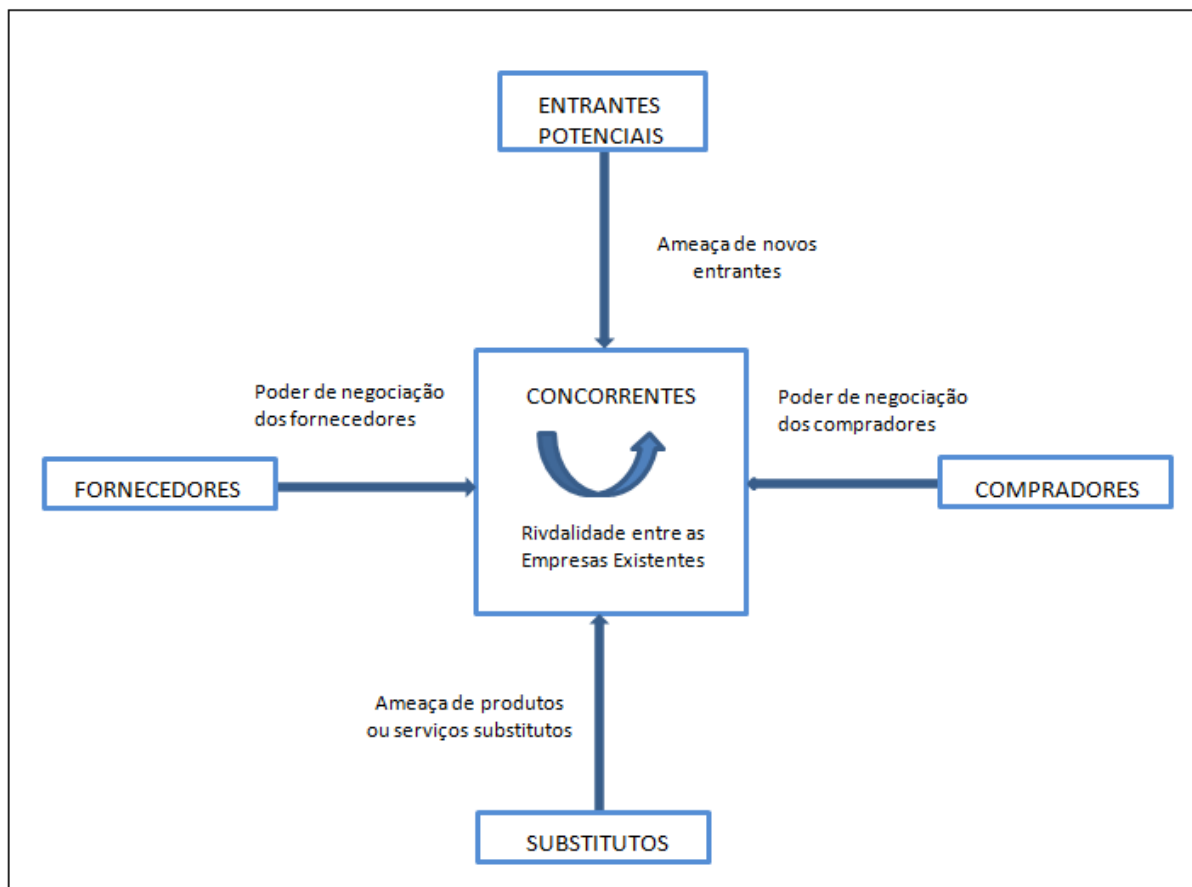 ENTRANTES
POTENCIAIS
Ameaça de novos
entrantes
Poder de negociação
dos fornecedores
CONCORRENTES
Poder de negociação
dos compradores
FORNECEDORES
COMPRADORES
Rivdalidade entre as
Empresas Existentes
Ameaça de produtos
ou serviços substitutos
SUBSTITUTOS